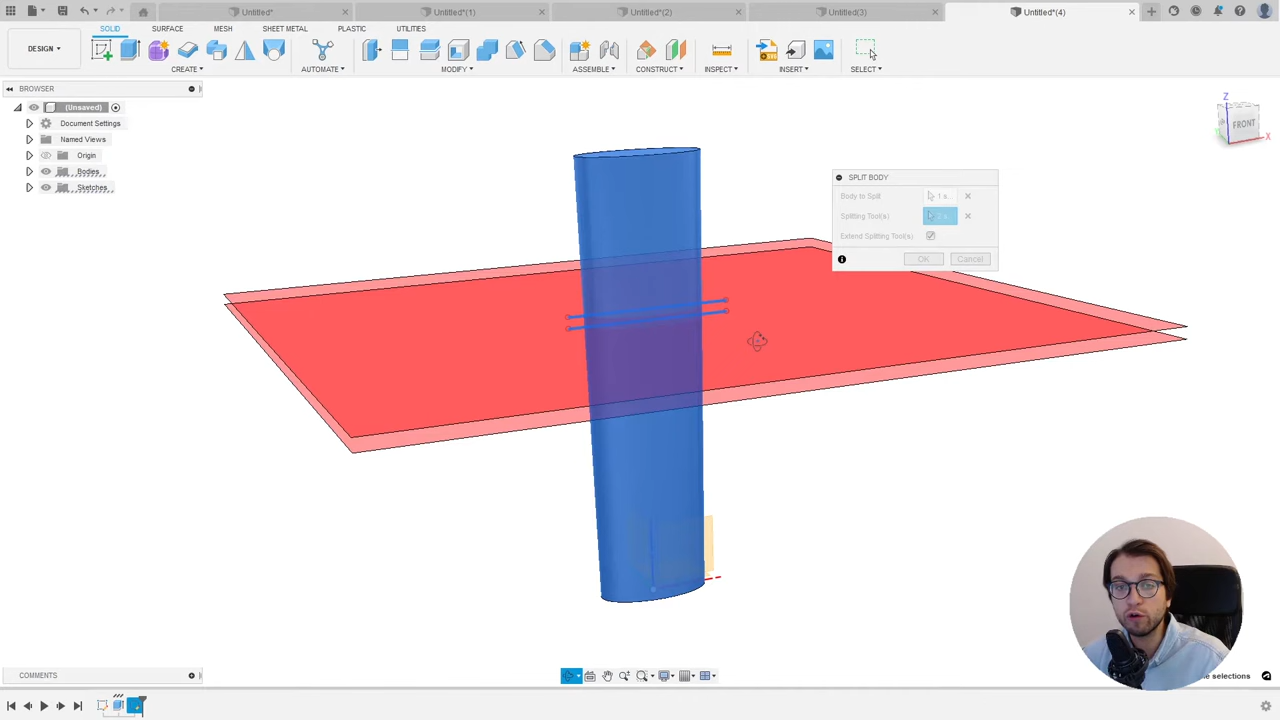 Untitled*
Untitled*(1)
Untitled*(2)
Untitled(3)
Untitled*(4)
SOLID
SURFACE
MESH
SHEET METAL
PLASTIC
UTILITIES
DESIGN
CREATE
AUTOMATE
MODIFY
ASSEMBLE
CONSTRUCT
INSPECT
INSERT
SELECT
BROWSER
(Unsaved)
Document Settings
Named Views
Origin
Bodies
Sketches
Z
FRONT
X
SPLIT BODY
Body to Split
1 s...
Splitting Tool(s)
2 s...
Extend Splitting Tool(s)
OK
Cancel
COMMENTS
selections